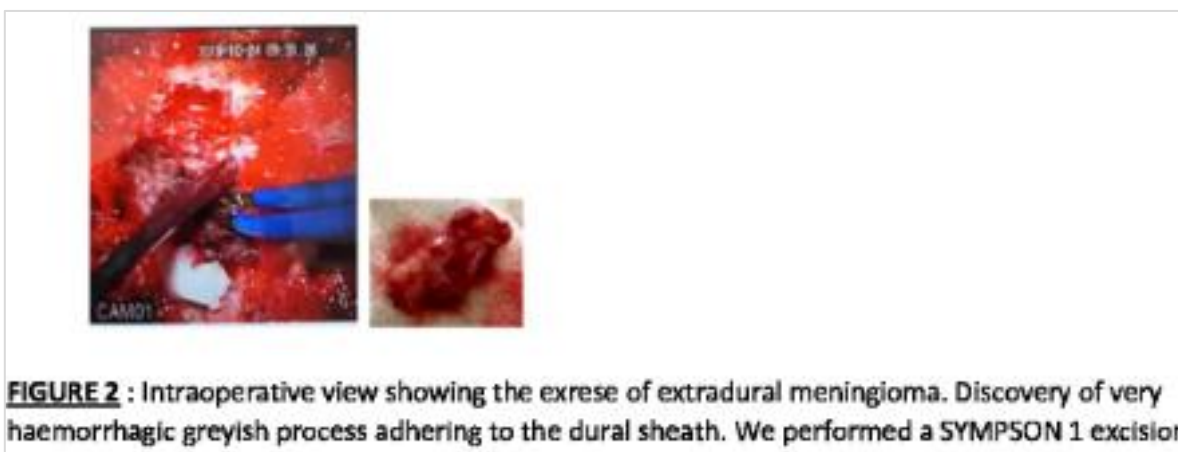 CAM01
FIGURE 2 : Intraoperative view showing the exrese of extradural meningioma. Discovery of very
haemorrhagic greyish process adhering to the dural sheath. We performed a SYMPSON 1 excision